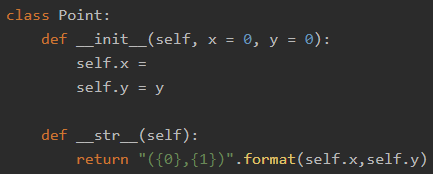 class Point:
    def __init__(self, x = 0, y = 0):
        self.x =
        self.y = y

    def __str__(self):
        return "({0},{1})".format(self.x,self.y)